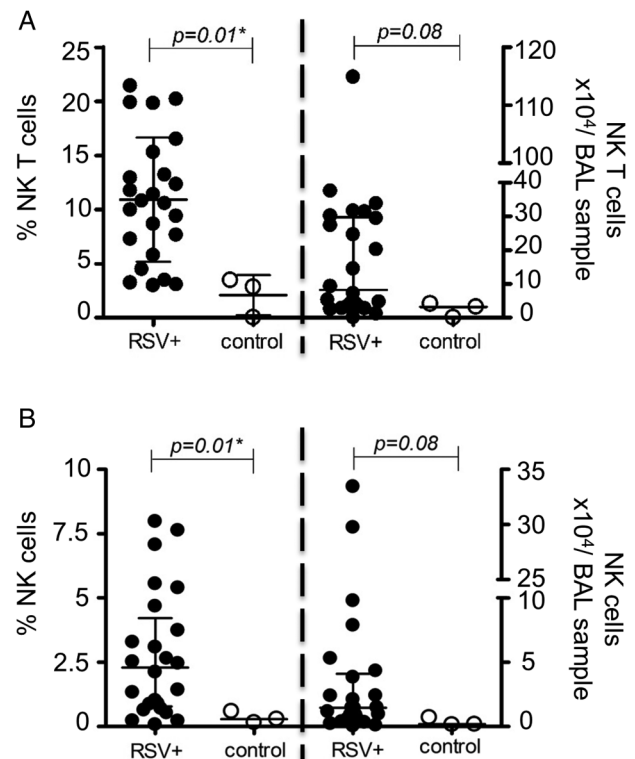 A
p=0.01*
p=0.08
25
20
15
10
5
0
% NK T cells
120
110
100
40
30
20
10
0
NK T cells
x10⁴/ BAL sample
RSV+
control
RSV+
control
B
p=0.01*
p=0.08
10
7.5
5
2.5
0
% NK cells
35
30
25
10
5
0
NK cells
x10⁴/ BAL sample
RSV+
control
RSV+
control